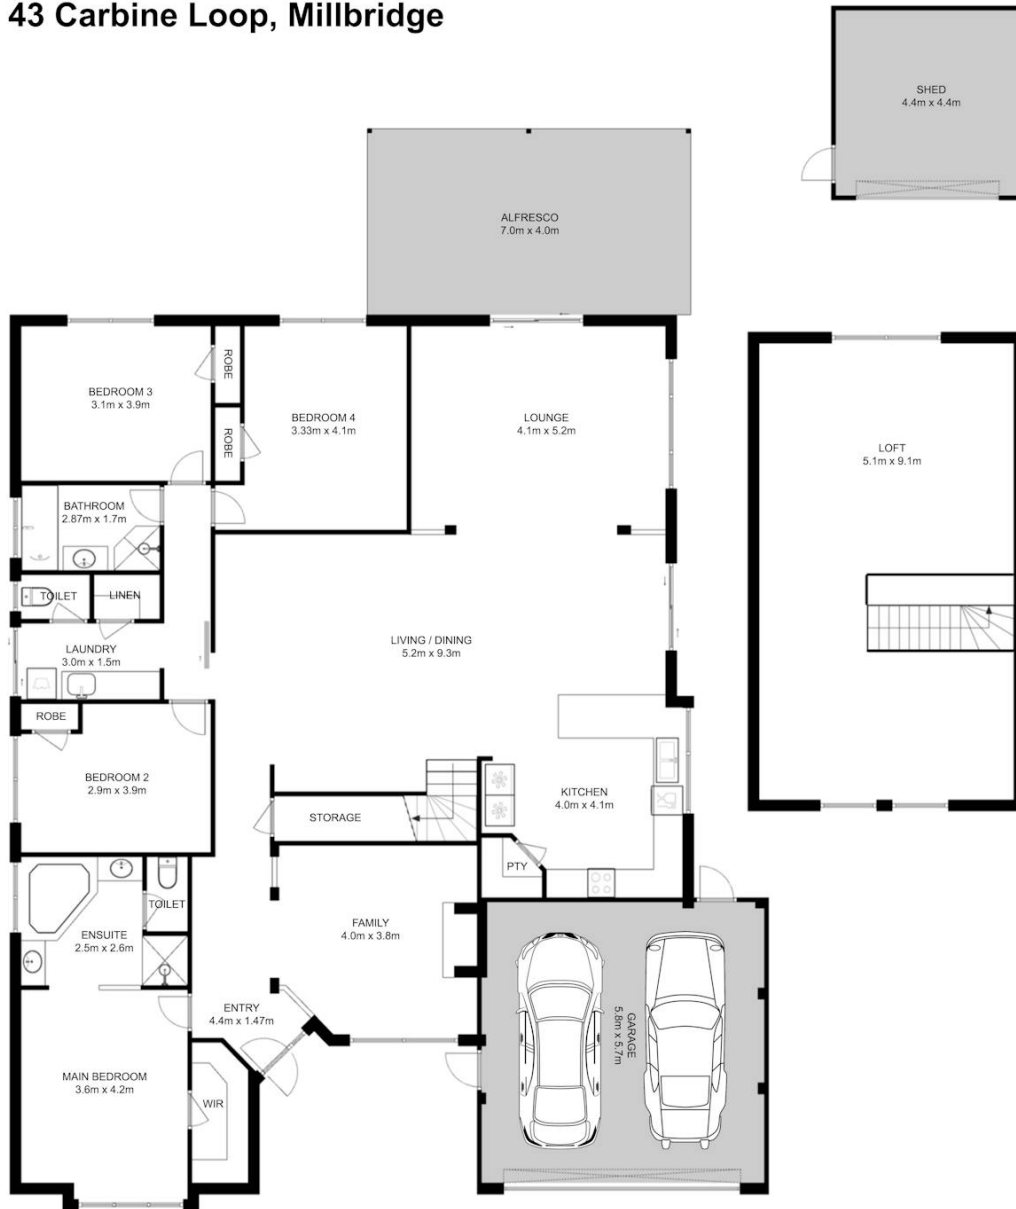 43 Carbine Loop, Millbridge
SHED
4.4m x 4.4m
ALFRESCO
7.0m x 4.0m
BEDROOM 3
3.1m x 3.9m
ROBE
ROBE
BEDROOM 4
3.33m x 4.1m
LOUNGE
4.1m x 5.2m
LOFT
5.1m x 9.1m
BATHROOM
2.87m x 1.7m
TOILET
LINEN
LAUNDRY
3.0m x 1.5m
LIVING / DINING
5.2m x 9.3m
ROBE
BEDROOM 2
2.9m x 3.9m
KITCHEN
4.0m x 4.1m
STORAGE
PTY
TOILET
ENSUITE
2.5m x 2.6m
FAMILY
4.0m x 3.8m
ENTRY
4.4m x 1.47m
GARAGE
5.8m x 5.7m
MAIN BEDROOM
3.6m x 4.2m
WIR